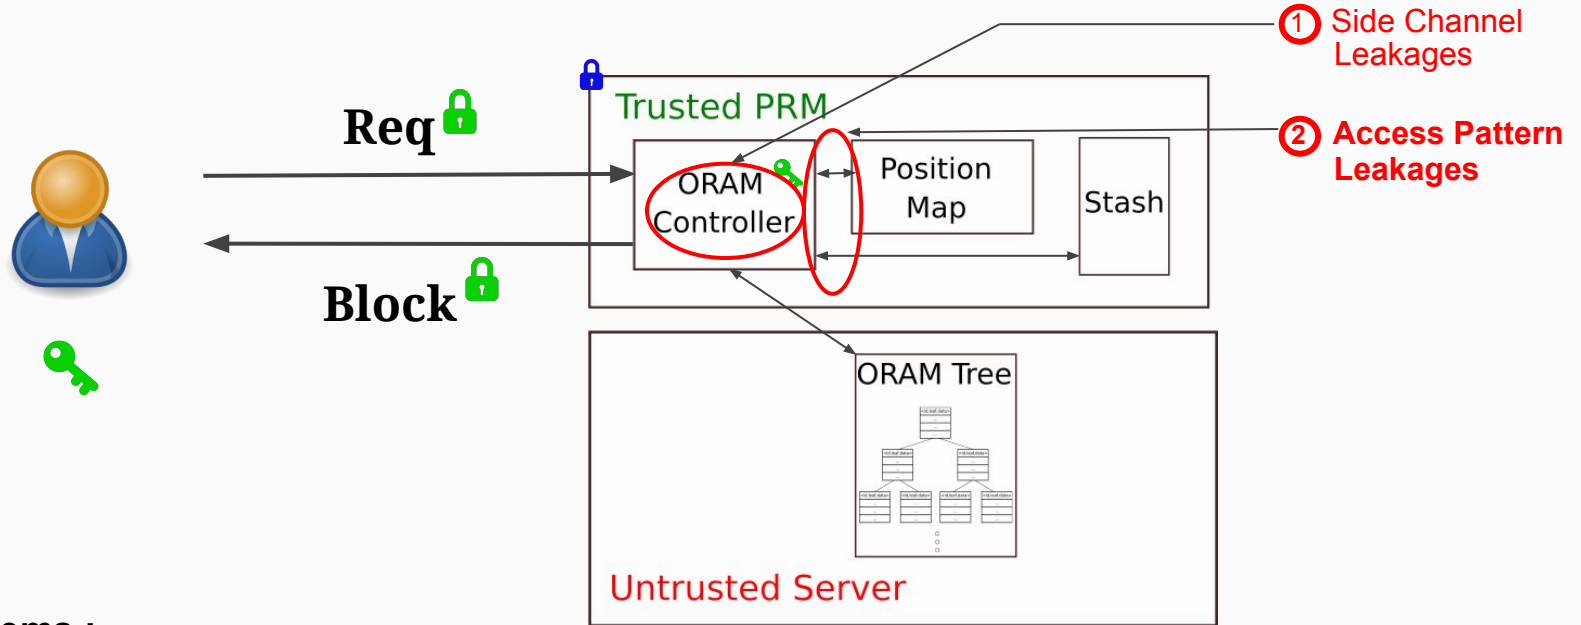 1 Side Channel
Leakages
Trusted PRM
Req
2 Access Pattern
Leakages
ORAM
Controller
Position
Map
Stash
Block
ORAM Tree
Untrusted Server